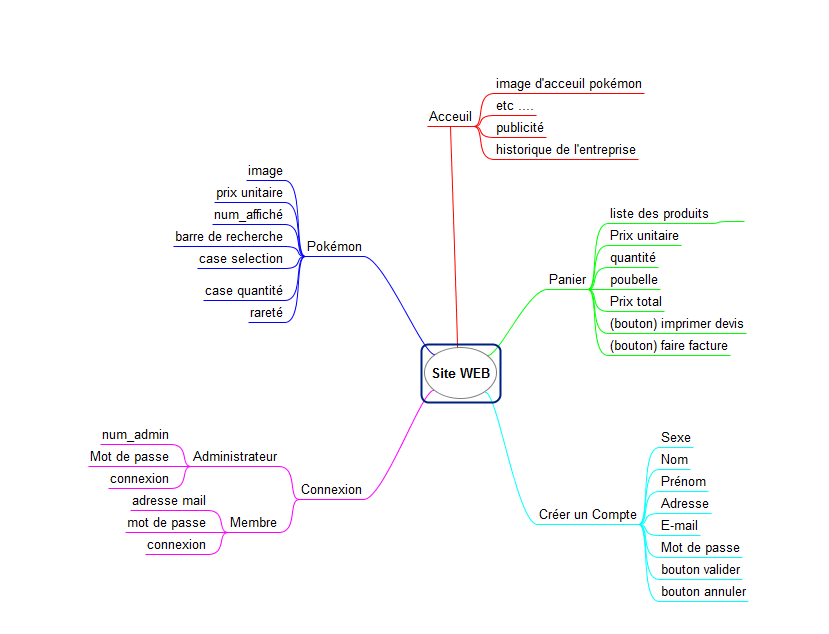 image d'acceuil pokémon
etc ....
Acceuil
publicité
historique de l'entreprise
image
prix unitaire
num_affiché
barre de recherche
case selection
case quantité
rareté
Pokémon
liste des produits
Prix unitaire
quantité
poubelle
Prix total
(bouton) imprimer devis
(bouton) faire facture
Panier
Site WEB
num_admin
Mot de passe
connexion
Administrateur
adresse mail
mot de passe
connexion
Membre
Connexion
Sexe
Nom
Prénom
Adresse
E-mail
Mot de passe
bouton valider
bouton annuler
Créer un Compte